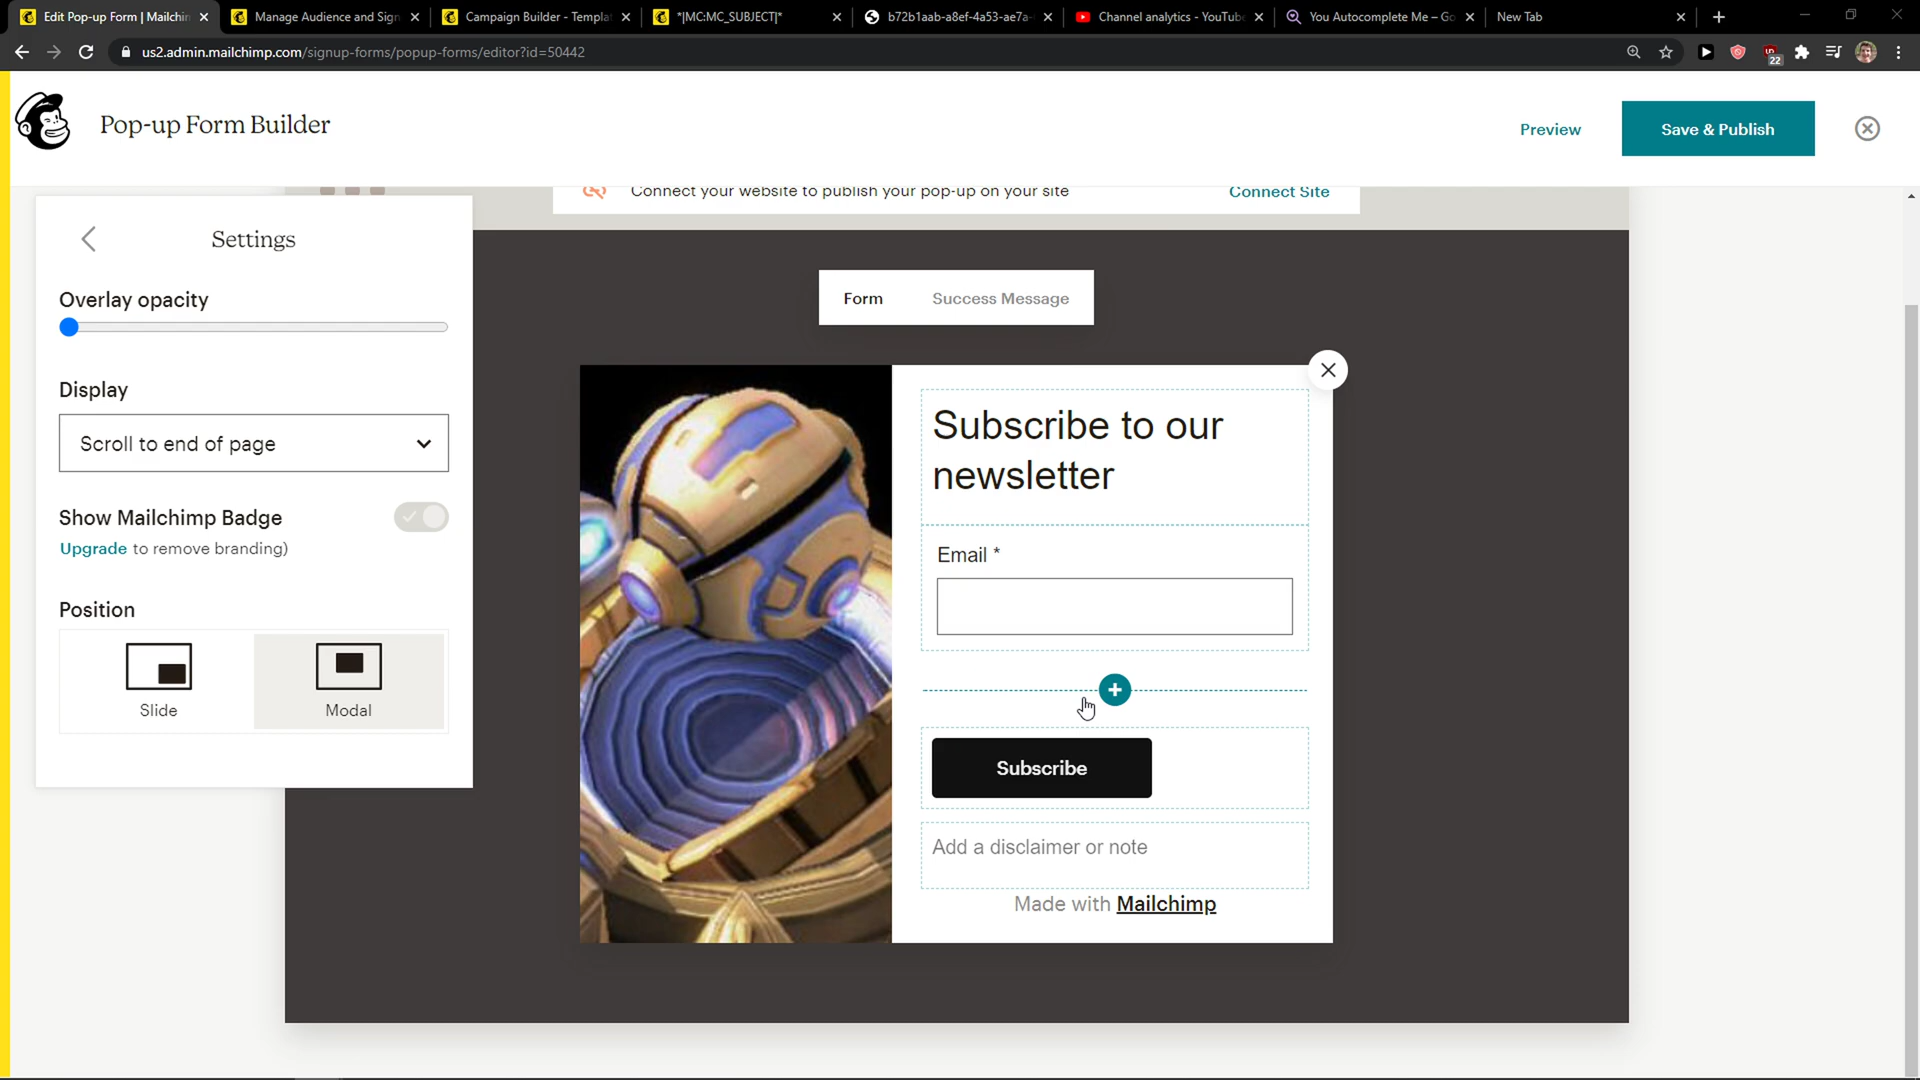 Edit Pop-up Form | Mailchin
Manage Audience and Sign
Campaign Builder - Templat
*|MC:MC_SUBJECT|*
b72b1aab-a8ef-4a53-ae7a-
Channel analytics - YouTub
You Autocomplete Me – Go
New Tab
us2.admin.mailchimp.com/signup-forms/popup-forms/editor?id=50442
22
Pop-up Form Builder
Preview
Save & Publish
Connect your website to publish your pop-up on your site
Connect Site
Settings
Overlay opacity
Display
Scroll to end of page
Show Mailchimp Badge
Upgrade to remove branding)
Position
Slide
Modal
Form
Success Message
Subscribe to our
newsletter
Email *
Subscribe
Add a disclaimer or note
Made with Mailchimp